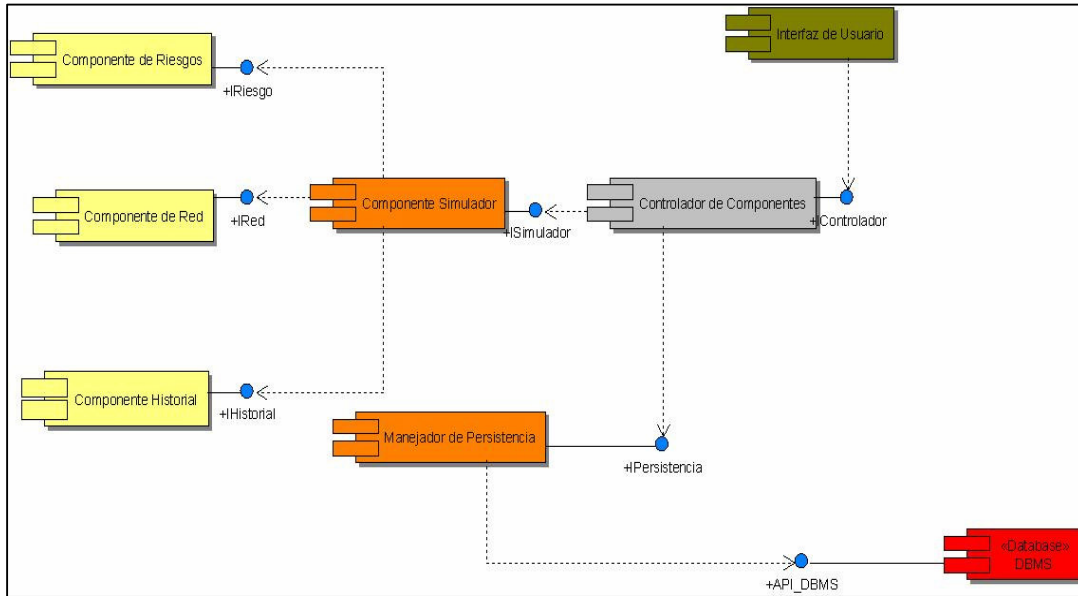 Interfaz de Usuario
Componente de Riesgos
+IRiesgo
Componente de Red
+IRed
Componente Simulador
+ISimulador
Controlador de Componentes
+IControlador
Componente Historial
+IHistorial
Manejador de Persistencia
+IPersistencia
«Database»
DBMS
+API_DBMS